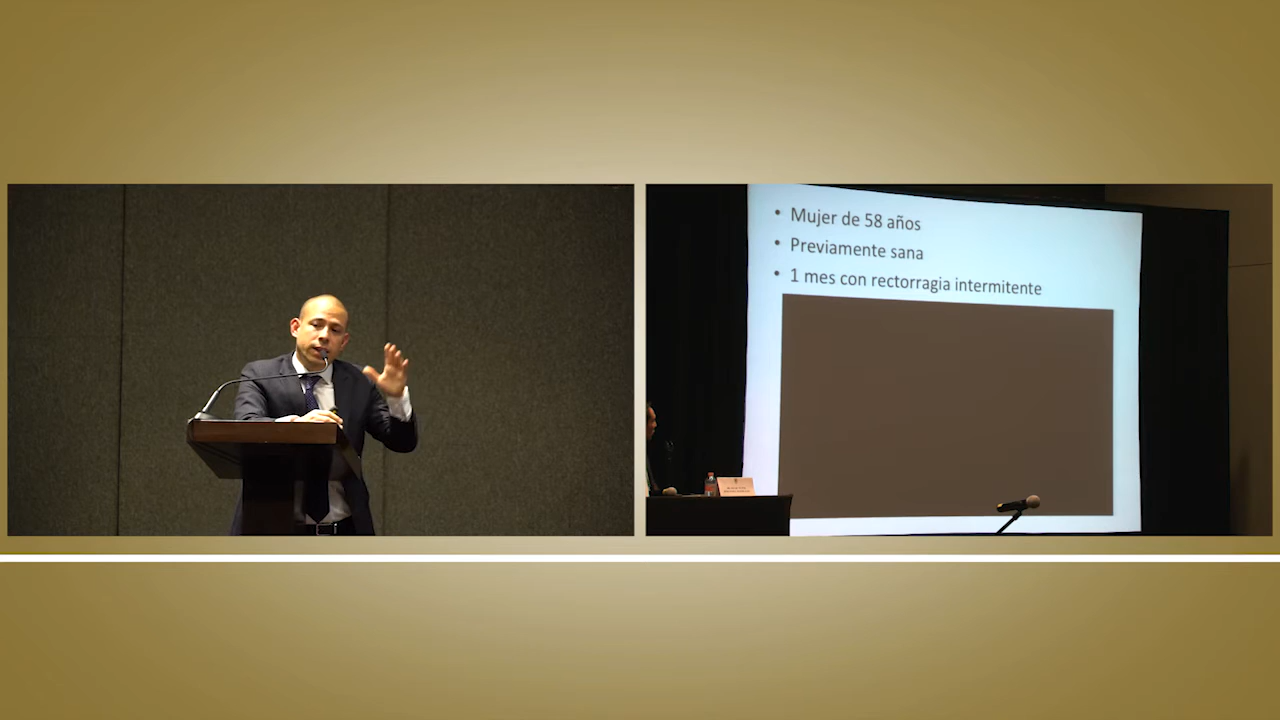 • Mujer de 58 años
• Previamente sana
• 1 mes con rectorragia intermitente